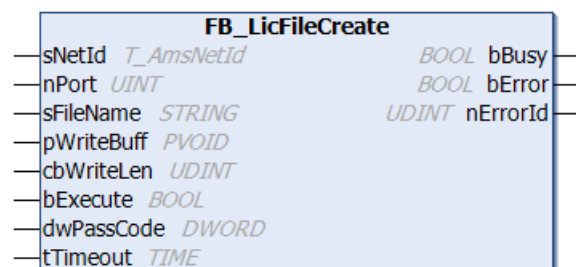 FB_LicFileCreate
sNetId T_AmsNetId BOOL bBusy
nPort UINT BOOL bError
sFileName STRING UDINT nErrorId
pWriteBuff PVOID
cbWriteLen UDINT
bExecute BOOL
dwPassCode DWORD
tTimeout TIME